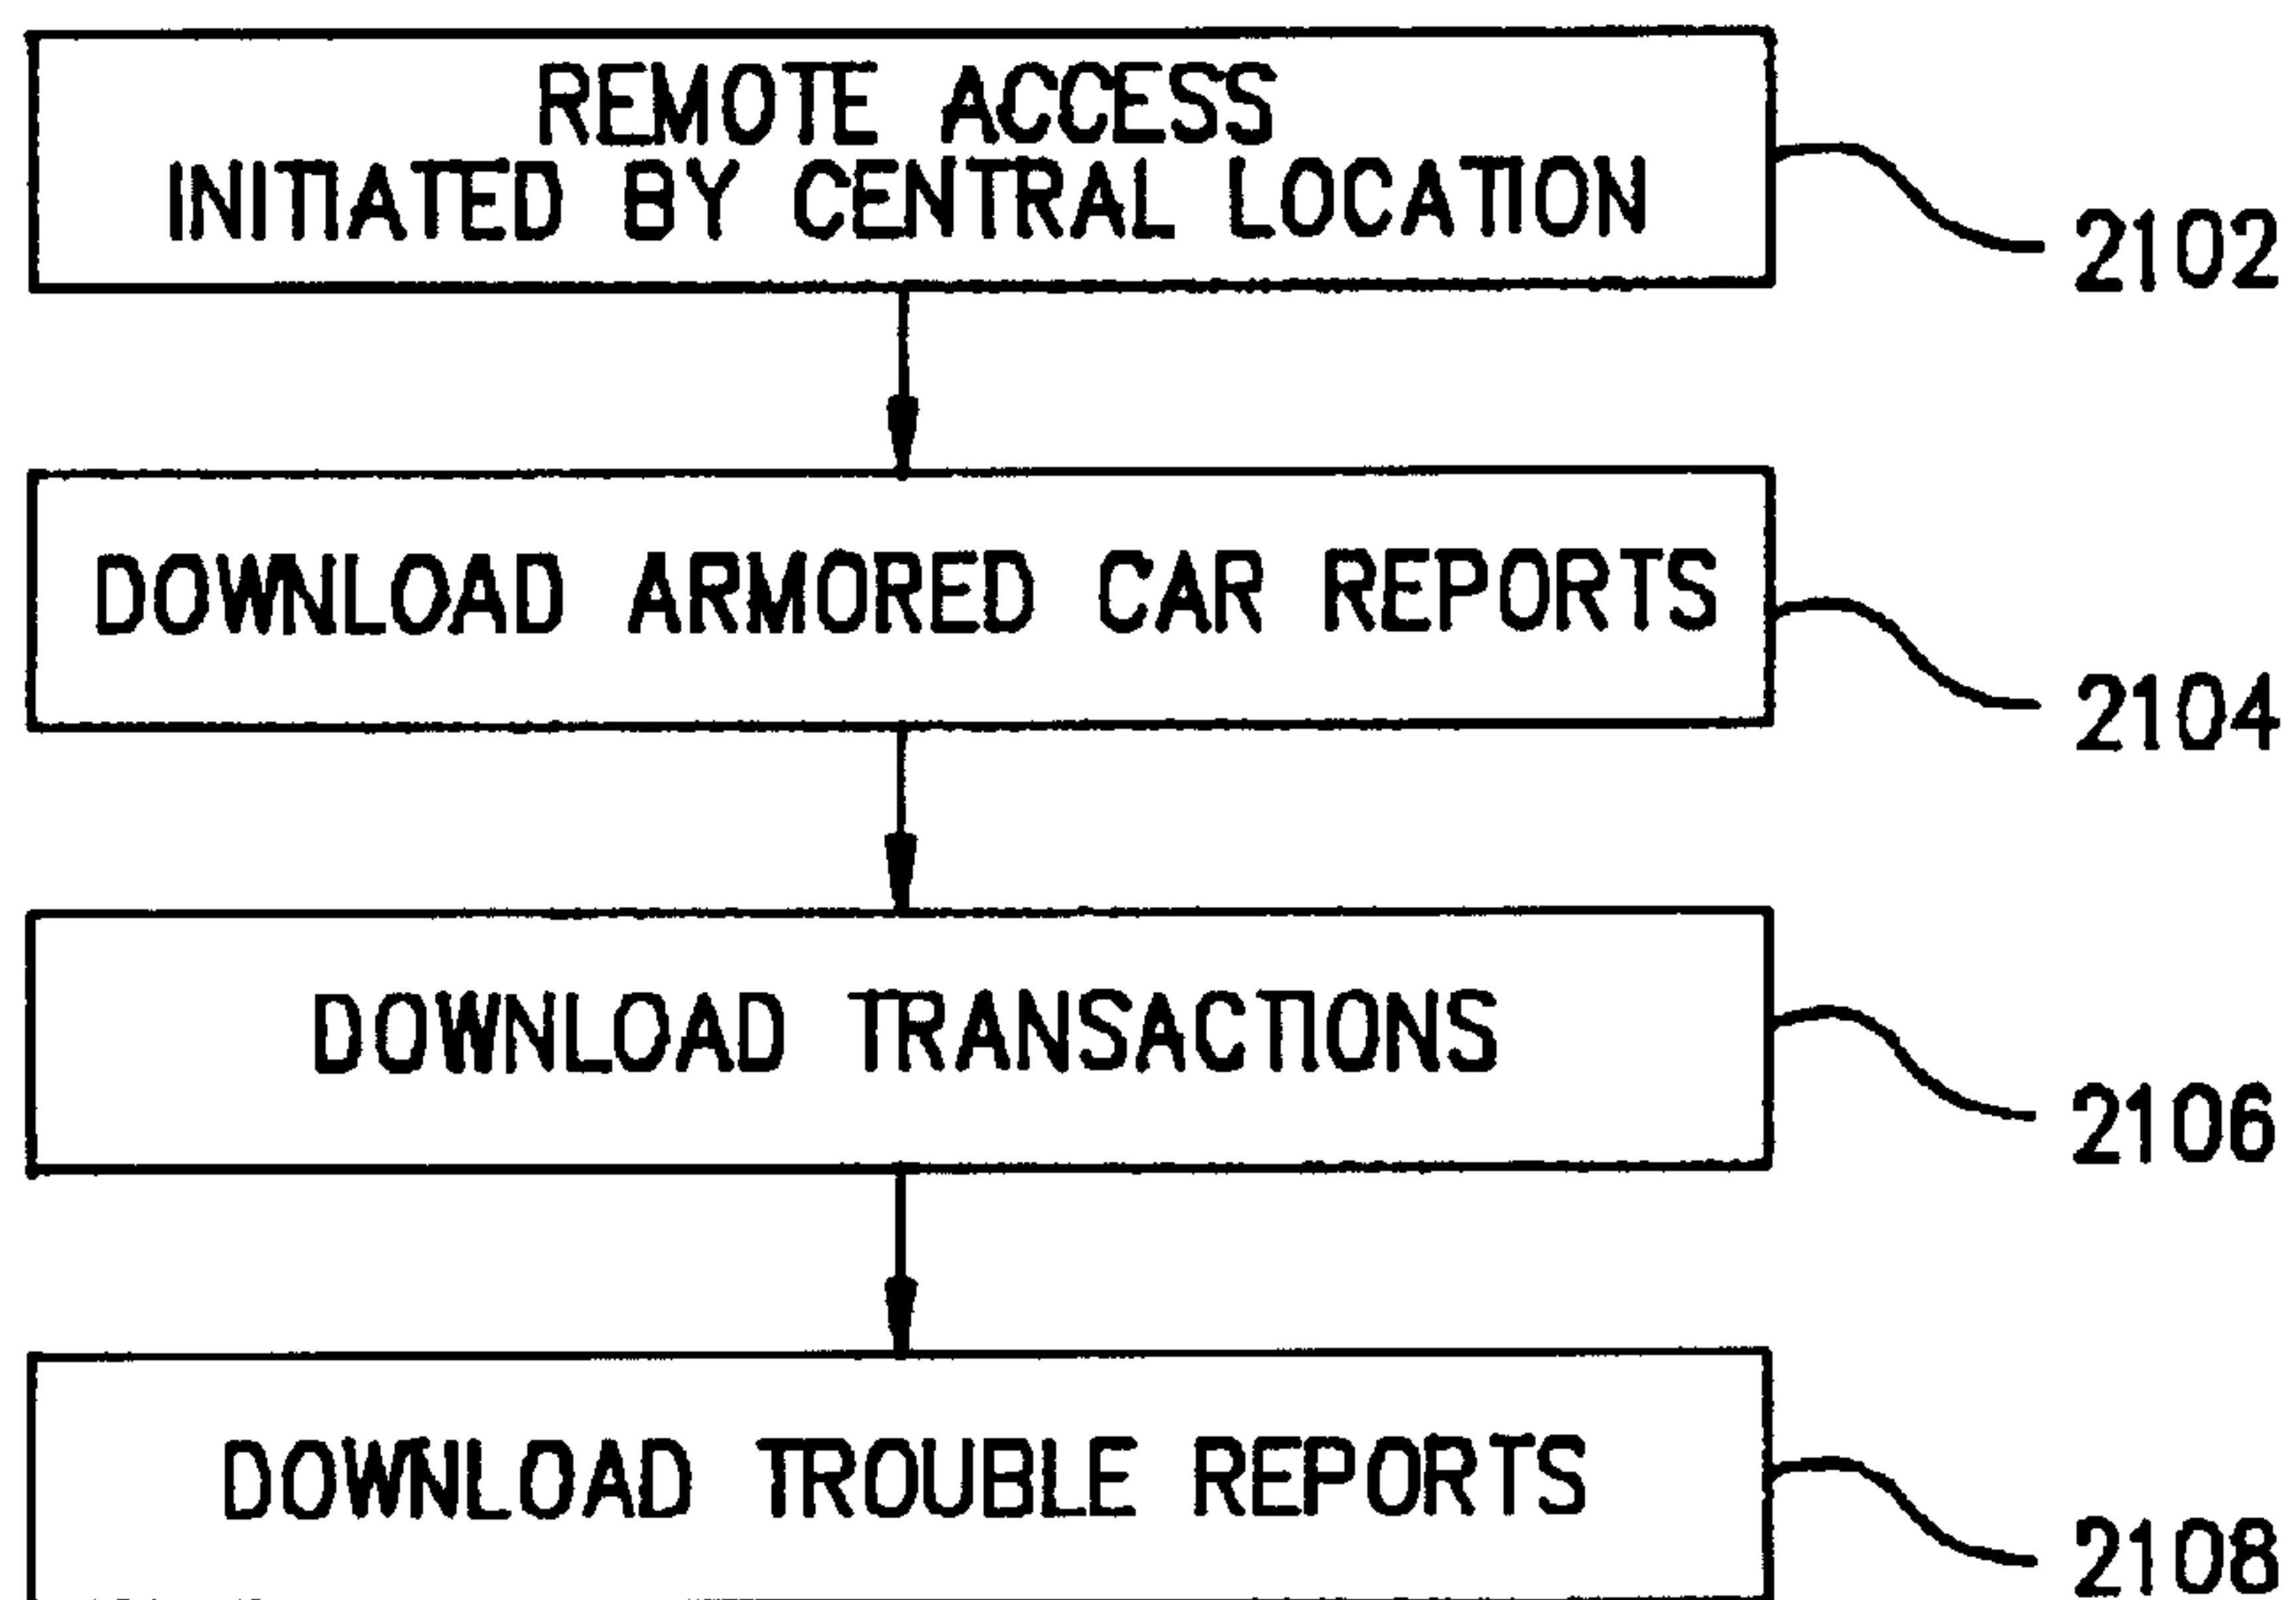 REMOTE ACCESS
INITIATED BY CENTRAL LOCATION
2102
DOWNLOAD ARMORED CAR REPORTS
2104
DOWNLOAD TRANSACTIONS
2106
DOWNLOAD TROUBLE REPORTS
2108